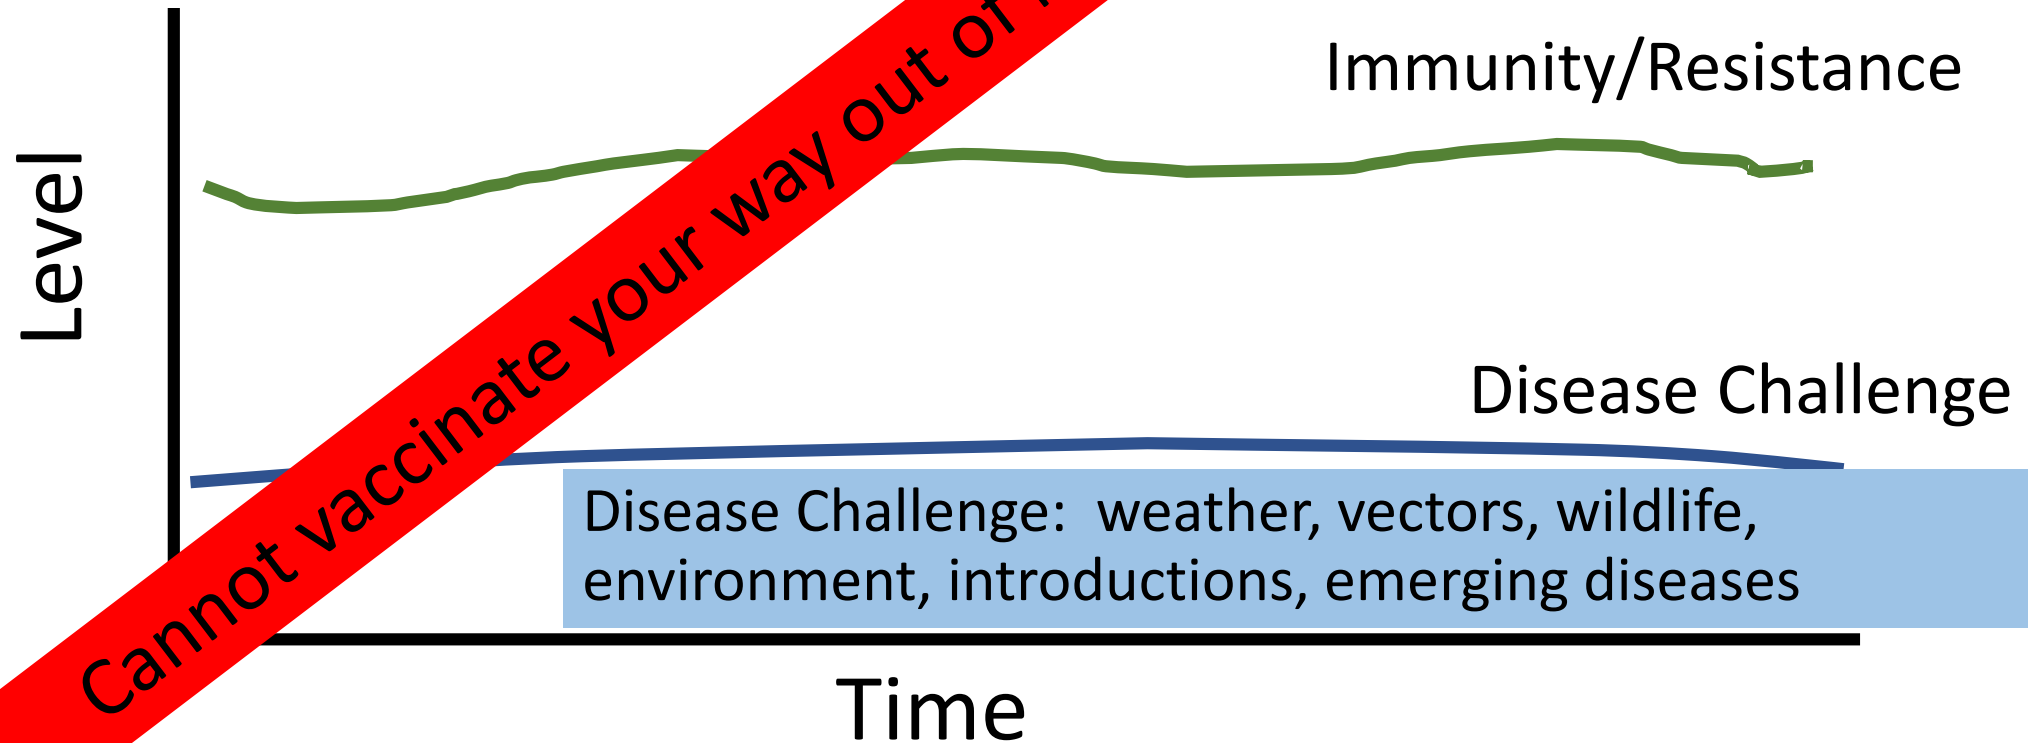 Immunity/Resistance
Level
Cannot vaccinate your way out of
Disease Challenge
Disease Challenge:  weather, vectors, wildlife,
environment, introductions, emerging diseases
Time